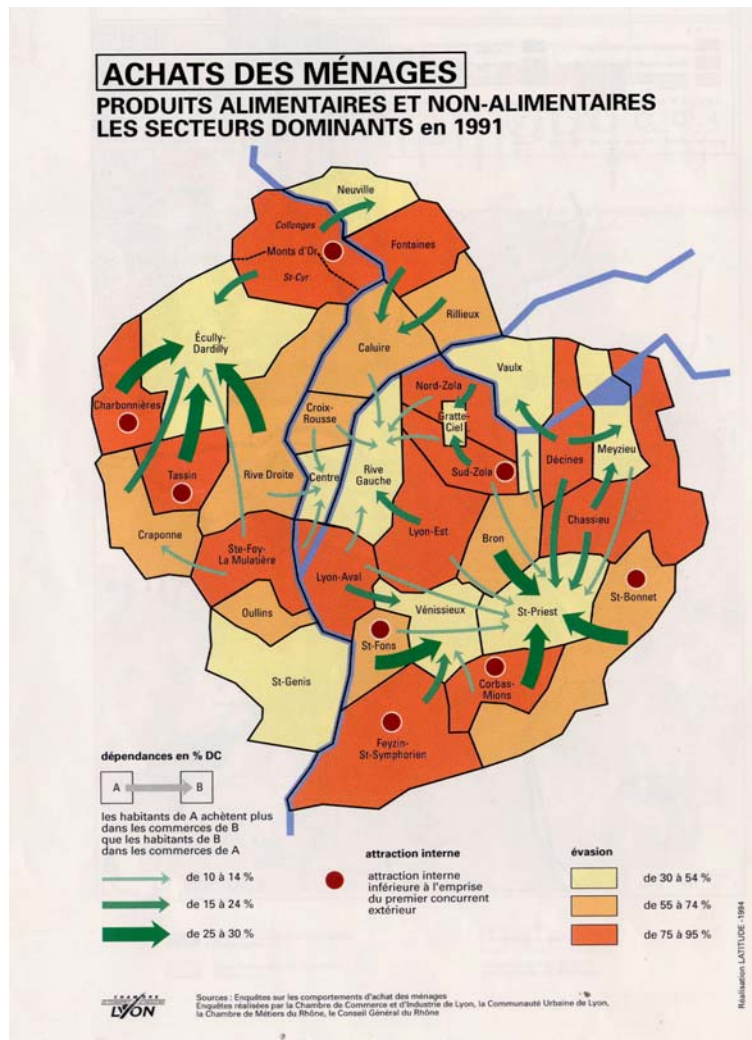 ACHATS DES MÉNAGES
PRODUITS ALIMENTAIRES ET NON-ALIMENTAIRES
LES SECTEURS DOMINANTS en 1991
Neuville
Collonges
Monts d'Or
St-Cyr
Fontaines
Rillieux
Écully-
Dardilly
Caluire
Vaulx
Nord-Zola
Charbonnières
Croix-
Rousse
Gratte-
Ciel
Meyzieu
Tassin
Rive Droite
Centre
Rive
Gauche
Sud-Zola
Décines
Craponne
Chassieu
Ste-Foy-
La Mulatière
Lyon-Est
Bron
Lyon-Aval
St-Bonnet
Oullins
Vénissieux
St-Priest
St-Fons
St-Genis
Corbas-
Mions
Feyzin-
St-Symphorien
dépendances en % DC
A
B
les habitants de A achètent plus
dans les commerces de B
que les habitants de B
dans les commerces de A
de 10 à 14 %
de 15 à 24 %
de 25 à 30 %
attraction interne
attraction interne
inférieure à l'emprise
du premier concurrent
extérieur
évasion
de 30 à 54 %
de 55 à 74 %
de 75 à 95 %
Réalisation LATITUDE -1994
LYON
Sources : Enquêtes sur les comportements d'achat des ménages
Enquêtes réalisées par la Chambre de Commerce et d'Industrie de Lyon, la Communauté Urbaine de Lyon,
la Chambre de Métiers du Rhône, le Conseil Général du Rhône